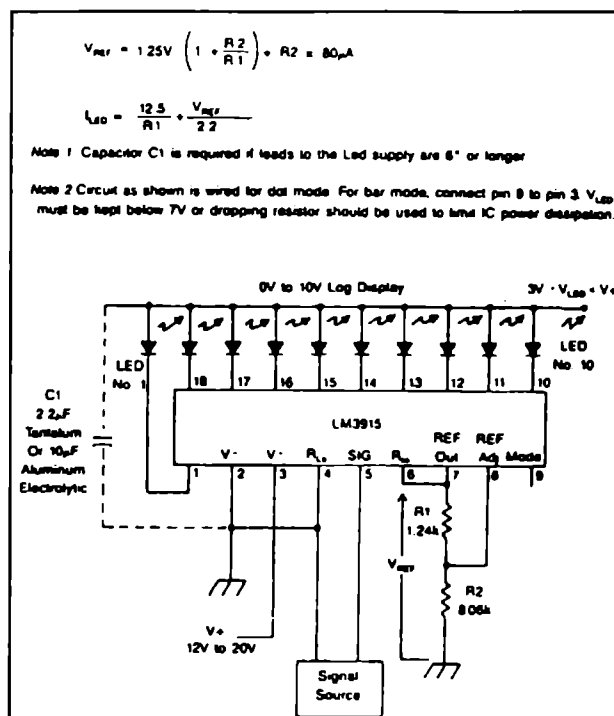 VREF = 1.25V ( 1 + R2 / R1 ) + R2 x 80µA
ILED = 12.5 / R1 + VREF / 2.2
Note 1 Capacitor C1 is required if leads to the Led supply are 6" or longer
Note 2 Circuit as shown is wired for dot mode. For bar mode, connect pin 9 to pin 3. VLED
must be kept below 7V or dropping resistor should be used to limit IC power dissipation.
0V to 10V Log Display
3V - VLED < V+
LED
No 1
LED
No 10
18 17 16 15 14 13 12 11 10
C1
2 2µF
Tantalum
Or 10µF
Aluminum
Electrolytic
LM3915
V- V- RLo SIG RHi REF Out REF Adj Mode
1 2 3 4 5 6 7 8 9
R1
1.24k
VREF
R2
8.06k
V+
12V to 20V
Signal
Source